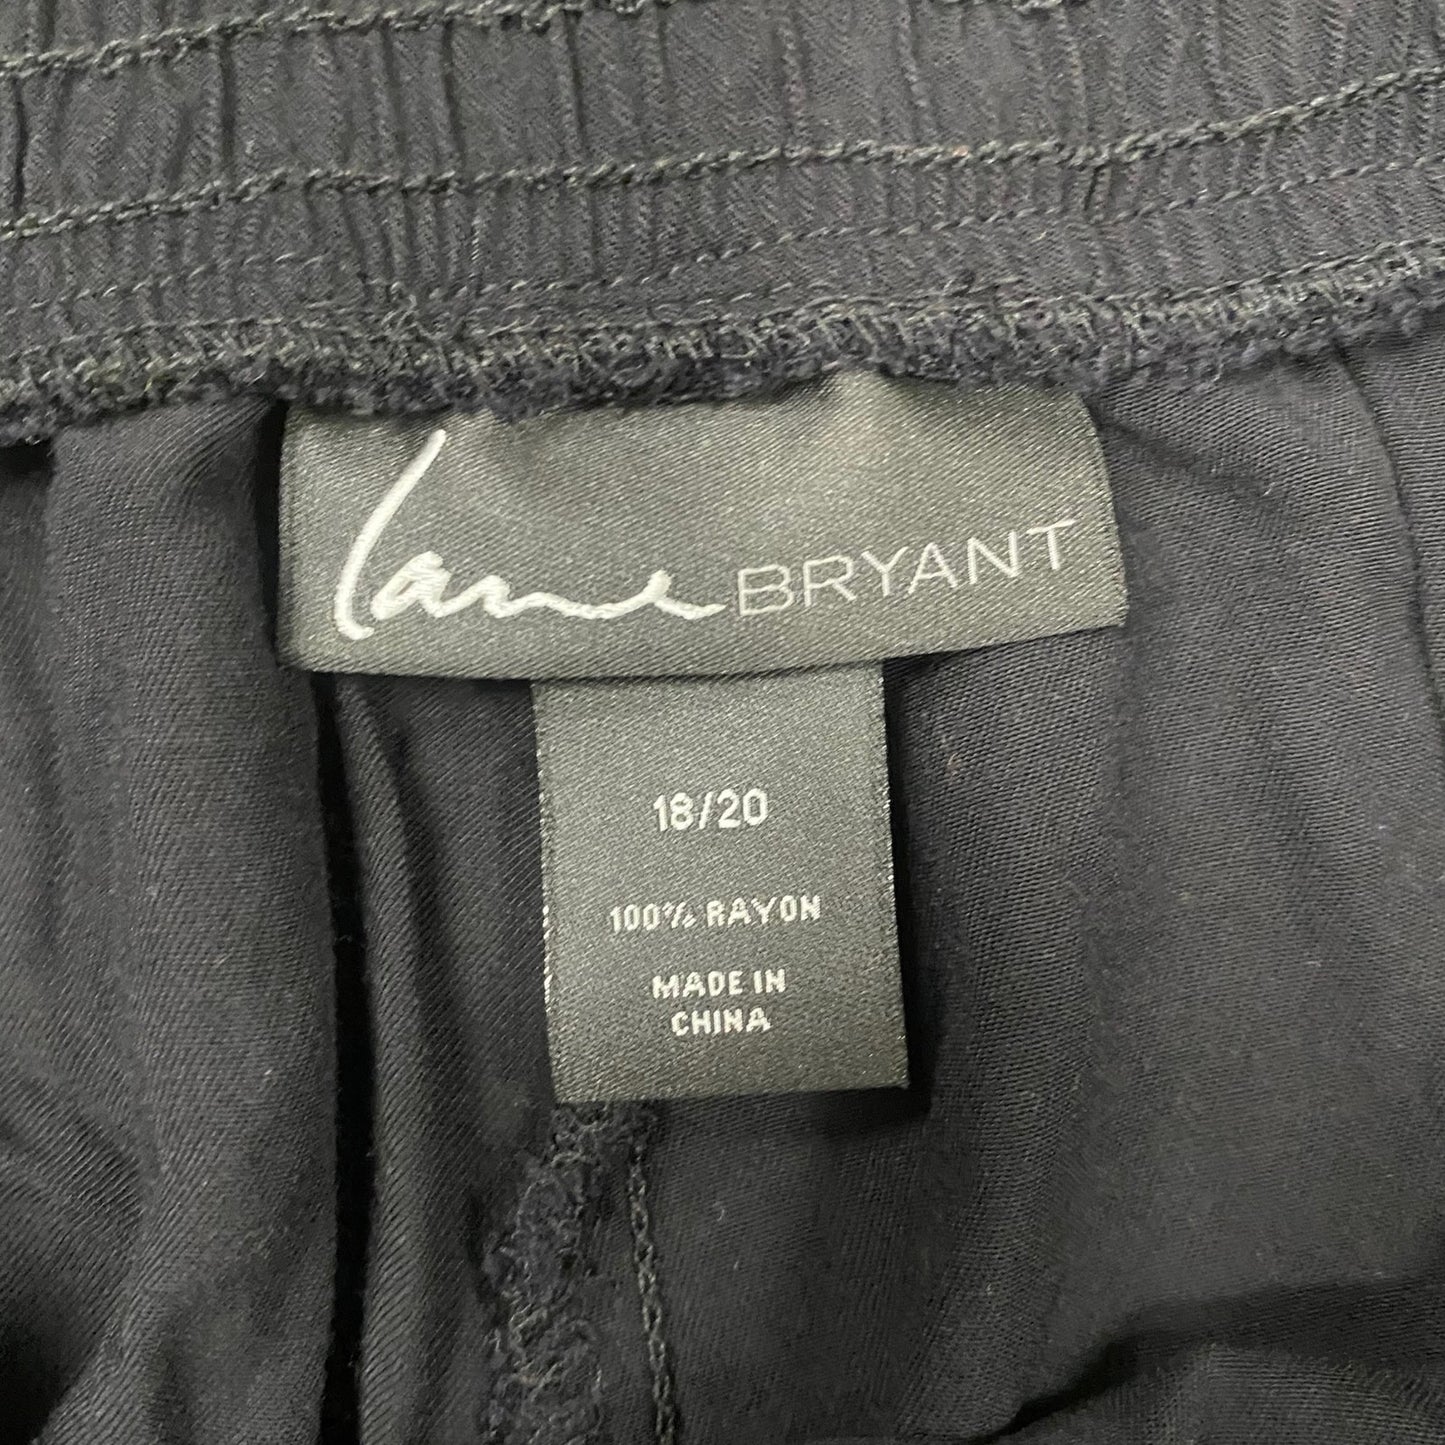 lane BRYANT
18/20
100% RAYON
MADE IN
CHINA